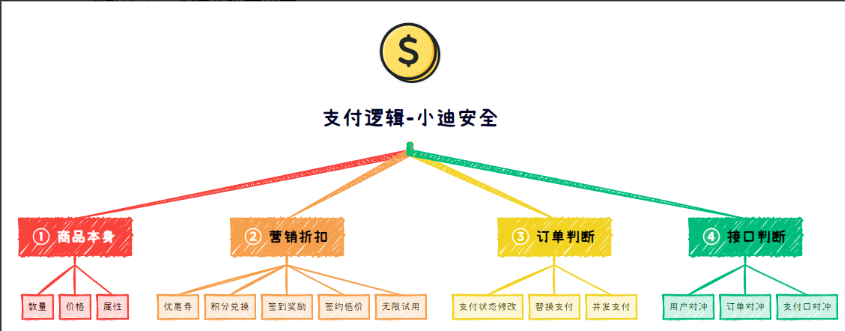 $
支付逻辑-小迪安全
① 商品本身
② 营销折扣
③ 订单判断
④ 接口判断
数量 价格 属性 优惠券 积分兑换 签到奖励 签约低价 无限试用 支付状态修改 替换支付 并发支付 用户对冲 订单对冲 支付口对冲